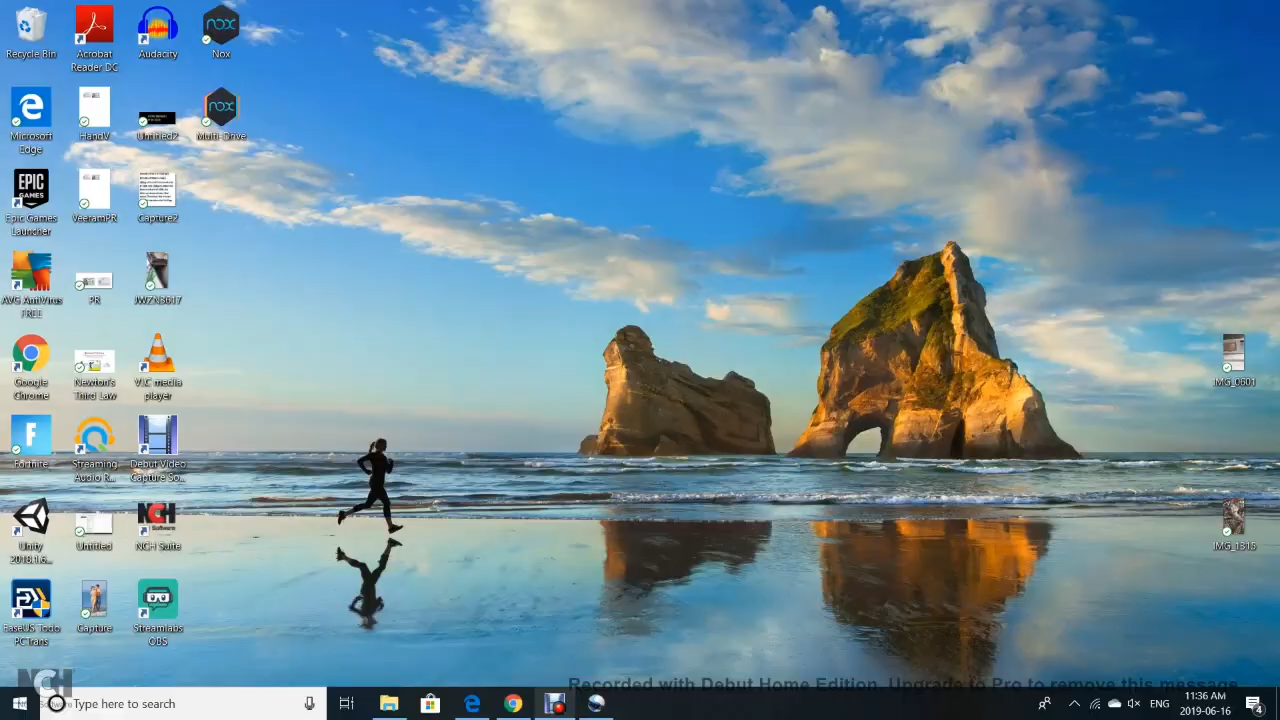 Recycle Bin
Acrobat
Reader DC
Audacity
Nox
Microsoft
Edge
HandV
Untitled2
Multi-Drive
Epic Games
Launcher
VeeramPR
Capture2
AVG AntiVirus
FREE
PR
JWZN3617
Google
Chrome
Newton's
Third Law
VLC media
player
Fortnite
Streaming
Audio R...
Debut Video
Capture So...
Unity
2018.1.6...
Untitled
NCH Suite
EaseUS Todo
PCTrans
Capture
Streamlabs
OBS
IMG_0601
IMG_1315
NCH
Recorded with Debut Home Edition. Upgrade to Pro to remove this message.
Type here to search
ENG
11:36 AM
2019-06-16
4